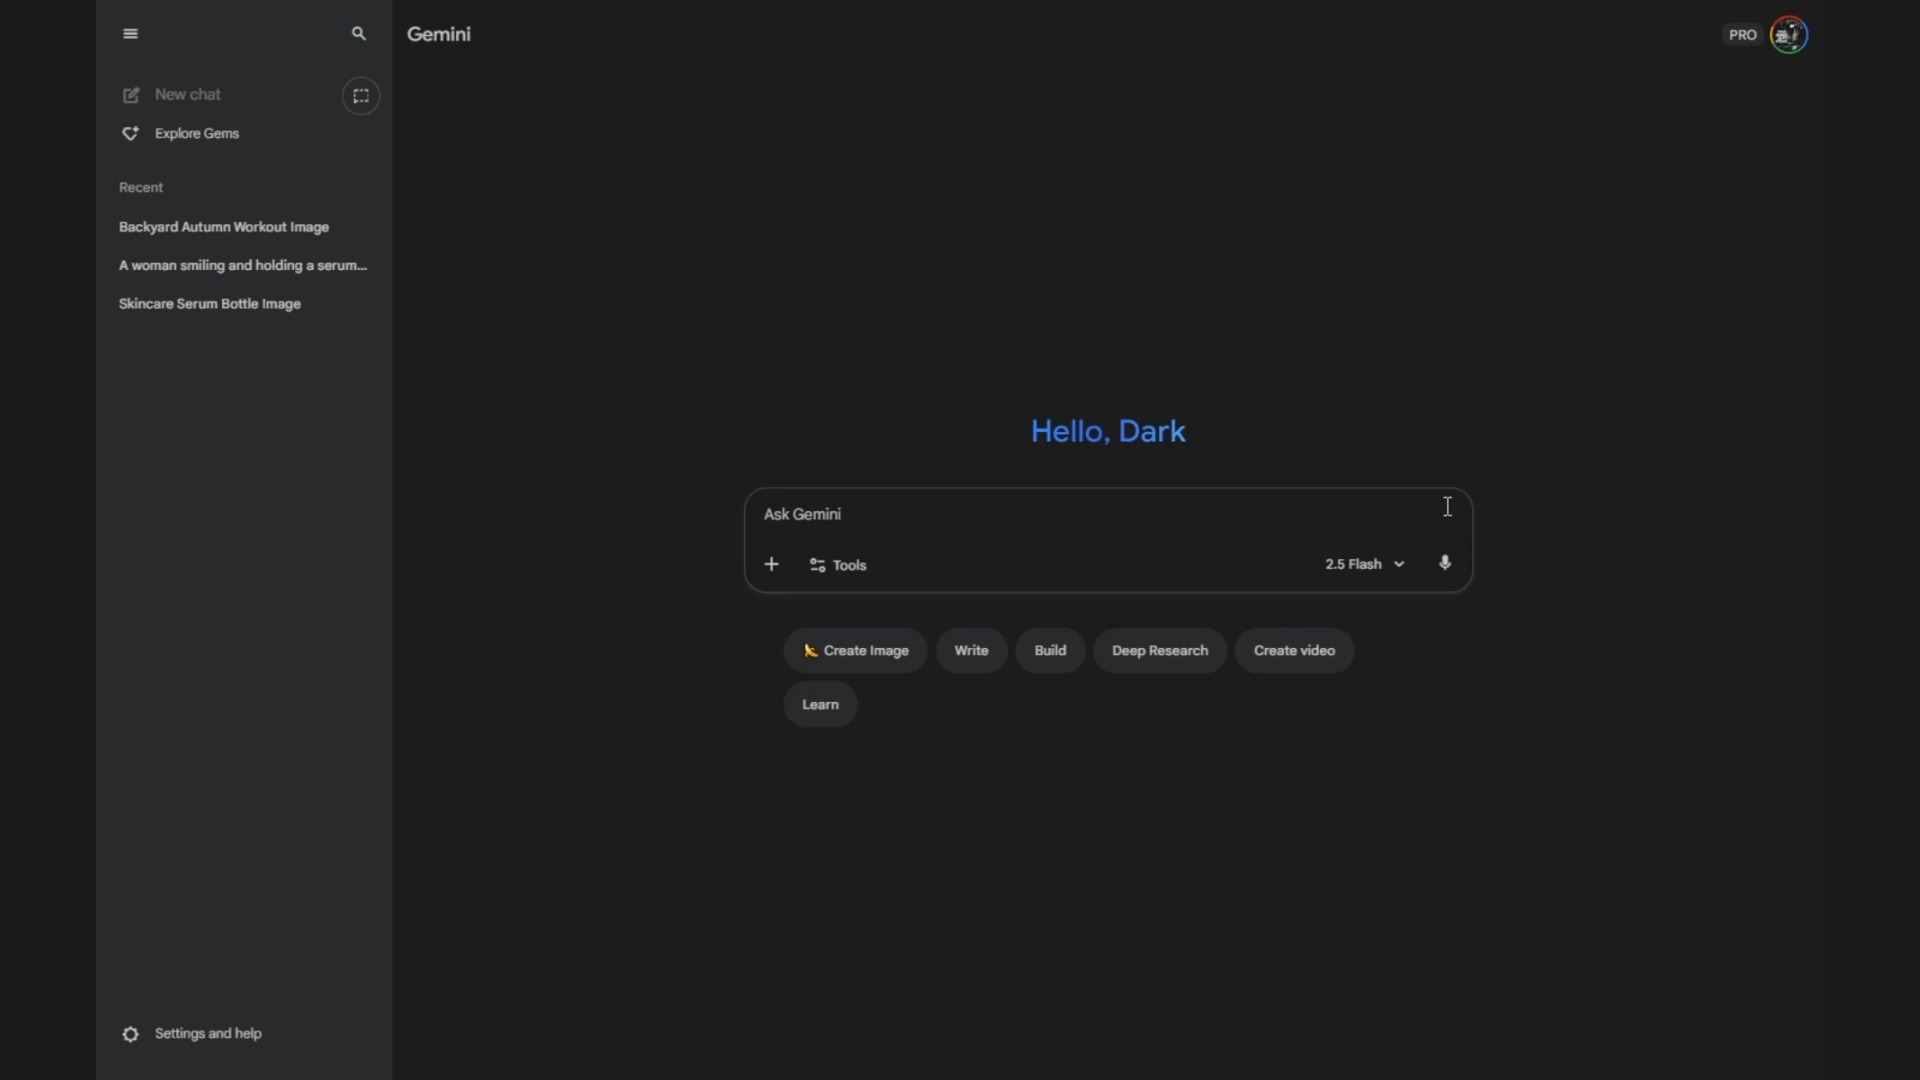 Gemini
PRO
New chat
Explore Gems
Recent
Backyard Autumn Workout Image
A woman smiling and holding a serum...
Skincare Serum Bottle Image
Hello, Dark
Ask Gemini
Tools
2.5 Flash
Create Image
Write
Build
Deep Research
Create video
Learn
Settings and help